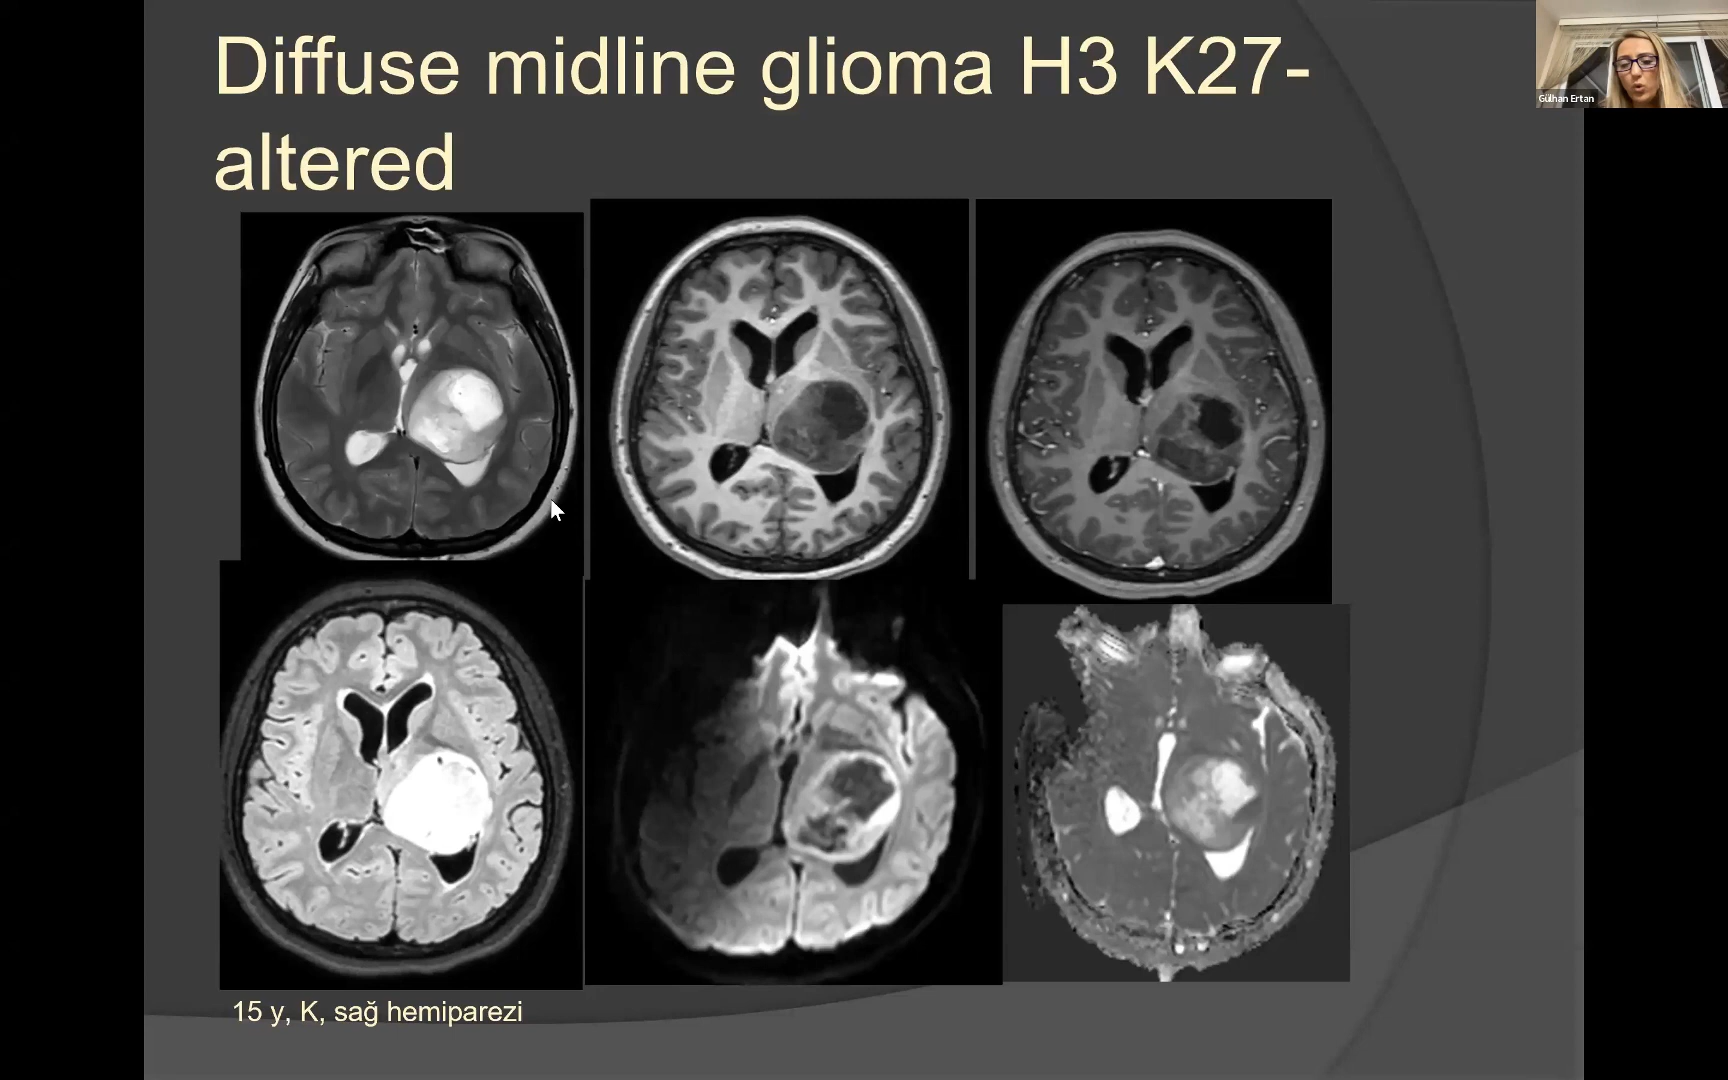 Diffuse midline glioma H3 K27-
altered
Gülhan Ertan
15 y, K, sağ hemiparezi